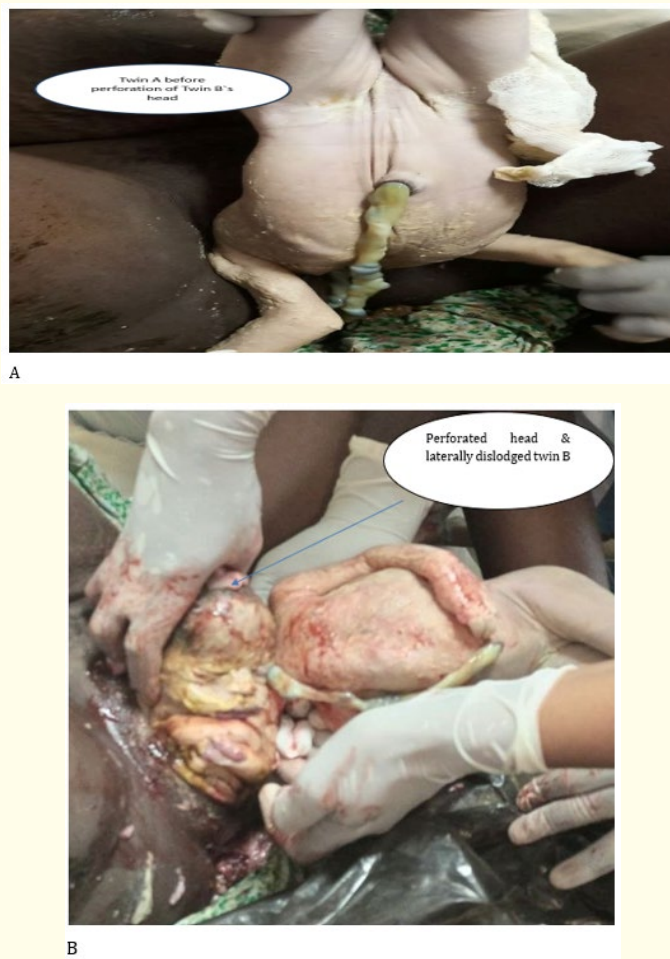 Twin A before
perforation of Twin B's
head
A
Perforated head &
laterally dislodged twin B
B